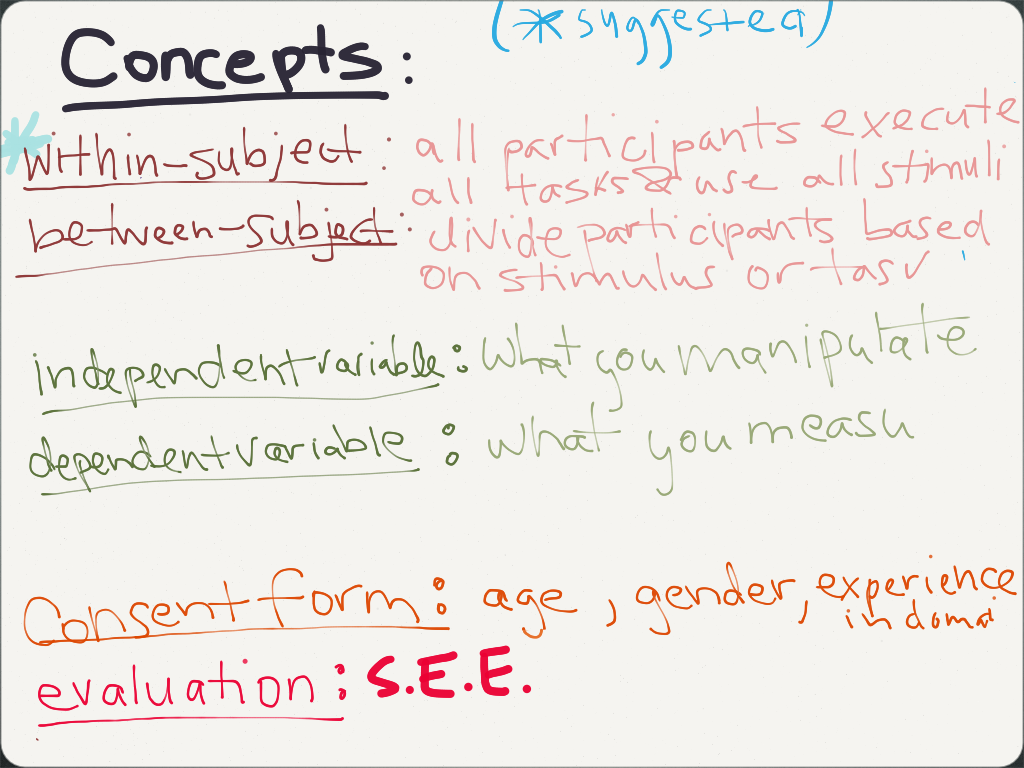 (*suggested)
Concepts:
* within-subject: all participants execute
all tasks & use all stimuli
between-subject: divide participants based
on stimulus or task
independent variable: what you manipulate
dependent variable: what you measu
Consent form: age, gender, experience
in domai
evaluation: S.E.E.